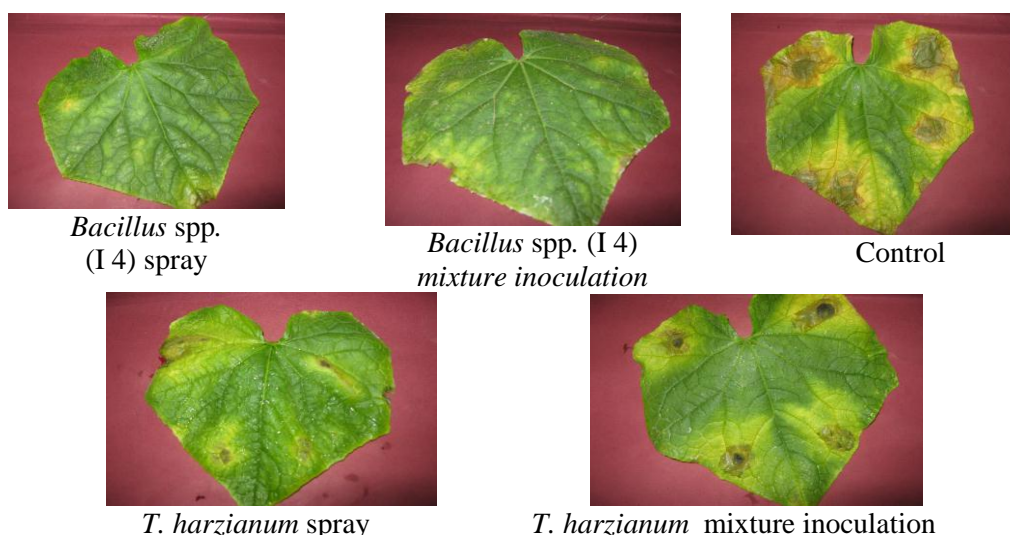 Bacillus spp.
(I 4) spray
Bacillus spp. (I 4)
mixture inoculation
Control
T. harzianum spray
T. harzianum mixture inoculation